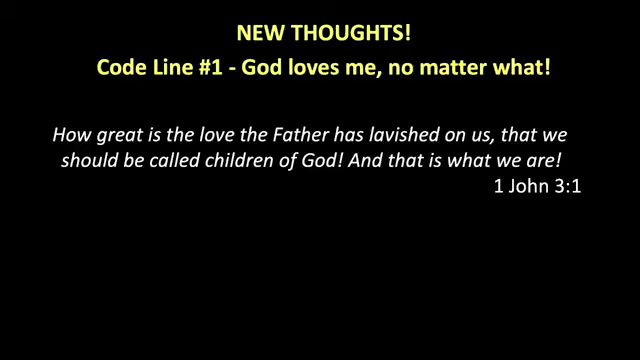 NEW THOUGHTS!
Code Line #1 - God loves me, no matter what!
How great is the love the Father has lavished on us, that we
should be called children of God! And that is what we are!
1 John 3:1